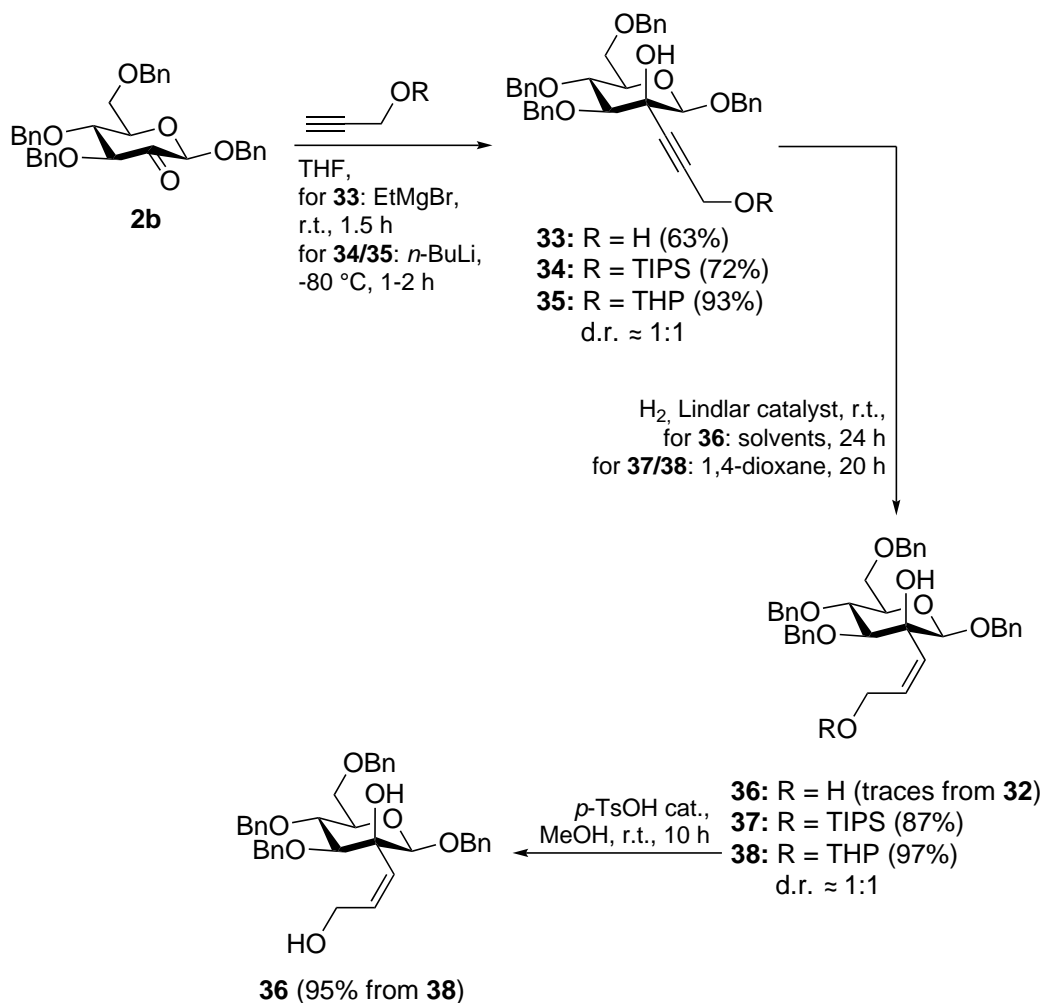 OBn
O
BnO
BnO
OBn
O
2b
OR
THF,
for 33: EtMgBr,
r.t., 1.5 h
for 34/35: n-BuLi,
-80 °C, 1-2 h
OBn
OH
O
BnO
BnO
OBn
OR
33: R = H (63%)
34: R = TIPS (72%)
35: R = THP (93%)
d.r. ≈ 1:1
H2, Lindlar catalyst, r.t.,
for 36: solvents, 24 h
for 37/38: 1,4-dioxane, 20 h
OBn
OH
O
BnO
BnO
OBn
RO
36: R = H (traces from 32)
37: R = TIPS (87%)
38: R = THP (97%)
d.r. ≈ 1:1
p-TsOH cat.,
MeOH, r.t., 10 h
OBn
OH
O
BnO
BnO
OBn
HO
36 (95% from 38)